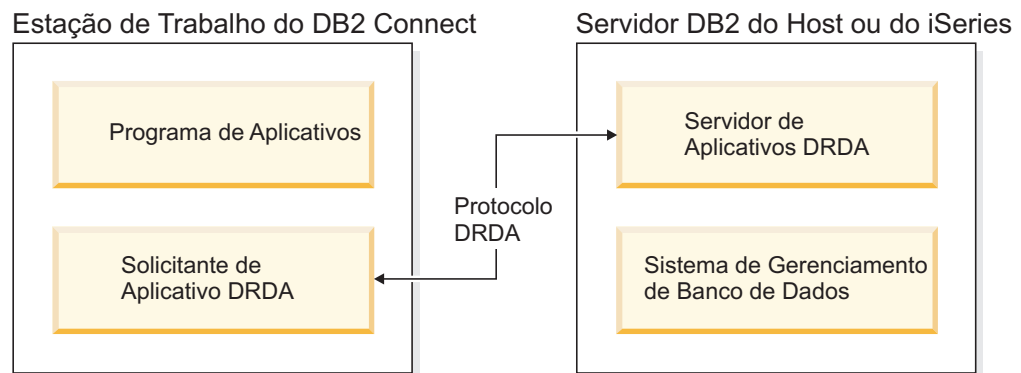 Estação de Trabalho do DB2 Connect
Servidor DB2 do Host ou do iSeries
Programa de Aplicativos
Solicitante de
Aplicativo DRDA
Protocolo
DRDA
Servidor de
Aplicativos DRDA
Sistema de Gerenciamento
de Banco de Dados